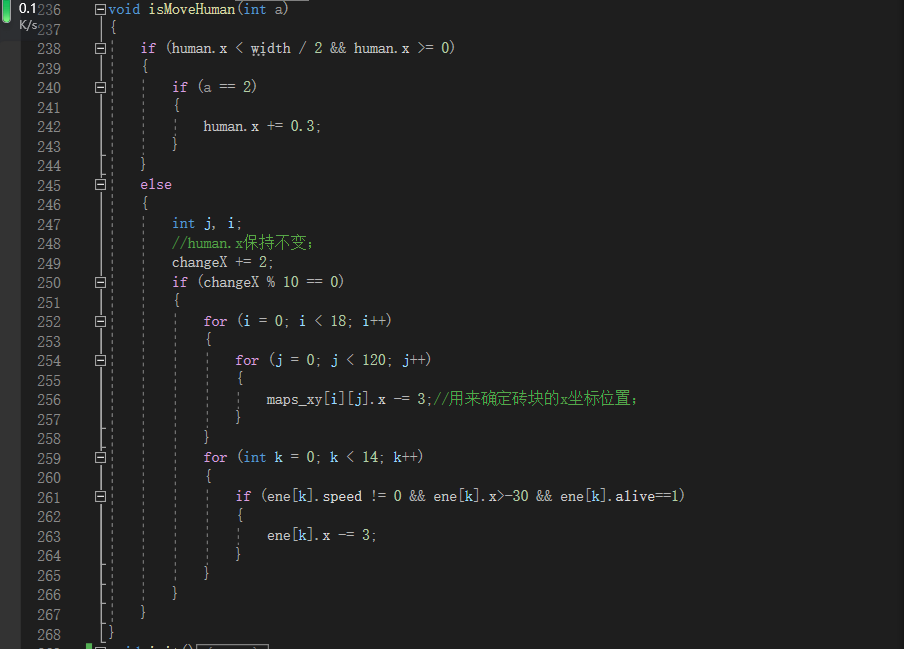 0.1
K/s
236 void isMoveHuman(int a)
237 {
238 if (human.x < width / 2 && human.x >= 0)
239 {
240 if (a == 2)
241 {
242 human.x += 0.3;
243 }
244 }
245 else
246 {
247 int j, i;
248 //human.x保持不变;
249 changeX += 2;
250 if (changeX % 10 == 0)
251 {
252 for (i = 0; i < 18; i++)
253 {
254 for (j = 0; j < 120; j++)
255 {
256 maps_xy[i][j].x -= 3;//用来确定砖块的x坐标位置;
257 }
258 }
259 for (int k = 0; k < 14; k++)
260 {
261 if (ene[k].speed != 0 && ene[k].x>-30 && ene[k].alive==1)
262 {
263 ene[k].x -= 3;
264 }
265 }
266 }
267 }
268 }